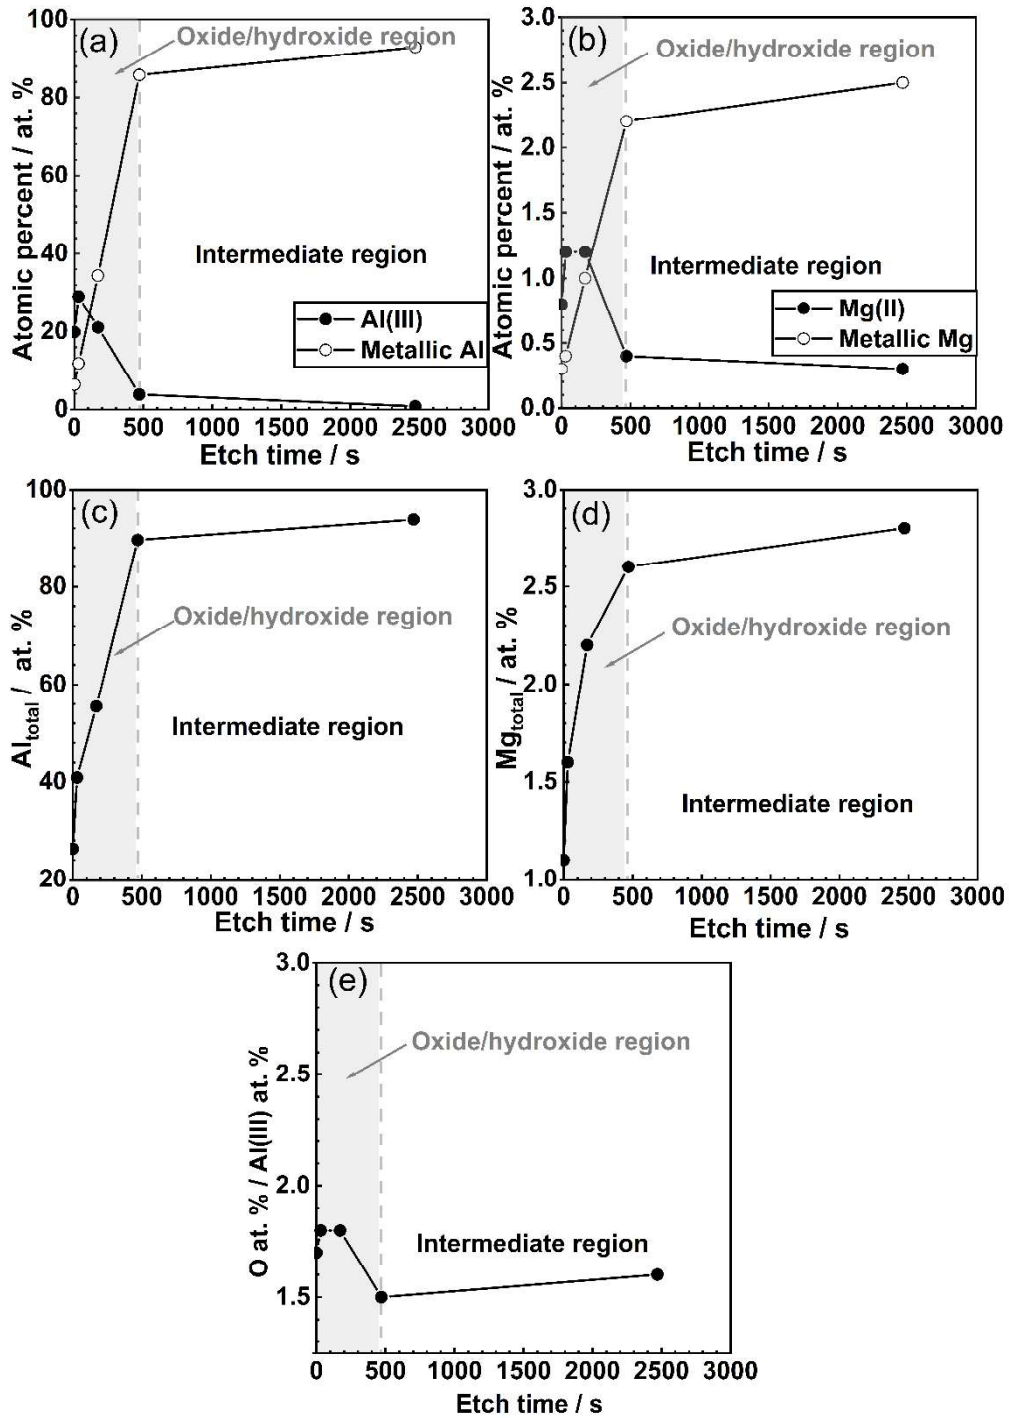 (a)
Oxide/hydroxide region
Intermediate region
Al(III)
Metallic Al
Atomic percent / at. %
100
80
60
40
20
0
0 500 1000 1500 2000 2500 3000
Etch time / s
(b)
Oxide/hydroxide region
Intermediate region
Mg(II)
Metallic Mg
Atomic percent / at. %
3.0
2.5
2.0
1.5
1.0
0.5
0.0
0 500 1000 1500 2000 2500 3000
Etch time / s
(c)
Oxide/hydroxide region
Intermediate region
Al_total / at. %
100
80
60
40
20
0 500 1000 1500 2000 2500 3000
Etch time / s
(d)
Oxide/hydroxide region
Intermediate region
Mg_total / at. %
3.0
2.5
2.0
1.5
1.0
0 500 1000 1500 2000 2500 3000
Etch time / s
(e)
Oxide/hydroxide region
Intermediate region
O at. % / Al(III) at. %
3.0
2.5
2.0
1.5
0 500 1000 1500 2000 2500 3000
Etch time / s